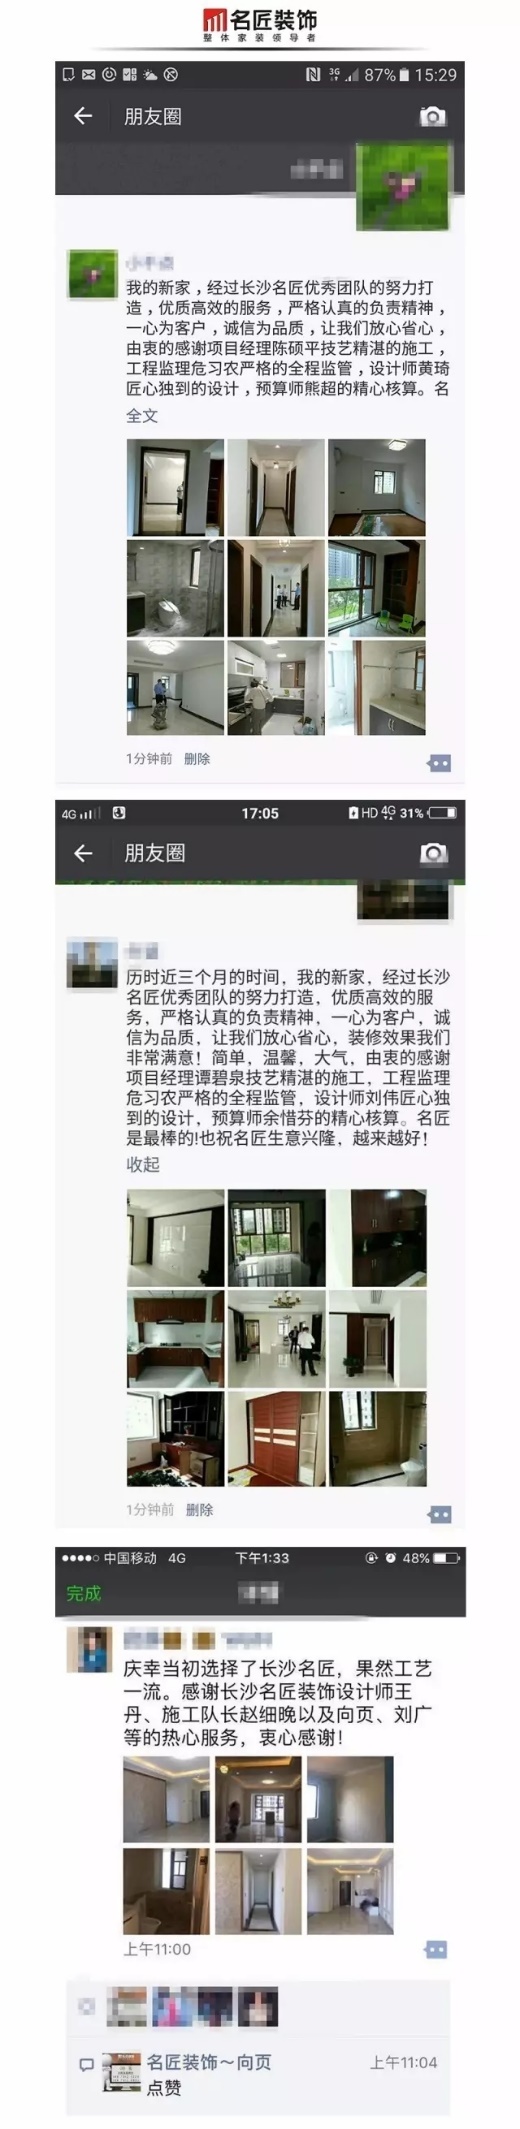 名匠装饰
整体家装领导者
3G 87% 15:29
朋友圈
我的新家，经过长沙名匠优秀团队的努力打
造，优质高效的服务，严格认真的负责精神，
一心为客户，诚信为品质，让我们放心省心，
由衷的感谢项目经理陈硕平技艺精湛的施工，
工程监理危习农严格的全程监管，设计师黄琦
匠心独到的设计，预算师熊超的精心核算。名
全文
1分钟前 删除
4G 17:05 HD 4G 31%
朋友圈
历时近三个月的时间，我的新家，经过长沙
名匠优秀团队的努力打造，优质高效的服
务，严格认真的负责精神，一心为客户，诚
信为品质，让我们放心省心，装修效果我们
非常满意！简单，温馨，大气，由衷的感谢
项目经理谭碧泉技艺精湛的施工，工程监理
危习农严格的全程监管，设计师刘伟匠心独
到的设计，预算师余惜芬的精心核算。名匠
是最棒的!也祝名匠生意兴隆，越来越好！
收起
1分钟前 删除
中国移动 4G 下午1:33 48%
完成
庆幸当初选择了长沙名匠，果然工艺
一流。感谢长沙名匠装饰设计师王
丹、施工队长赵细晚以及向页、刘广
等的热心服务，衷心感谢!
上午11:00
名匠装饰～向页 上午11:04
点赞